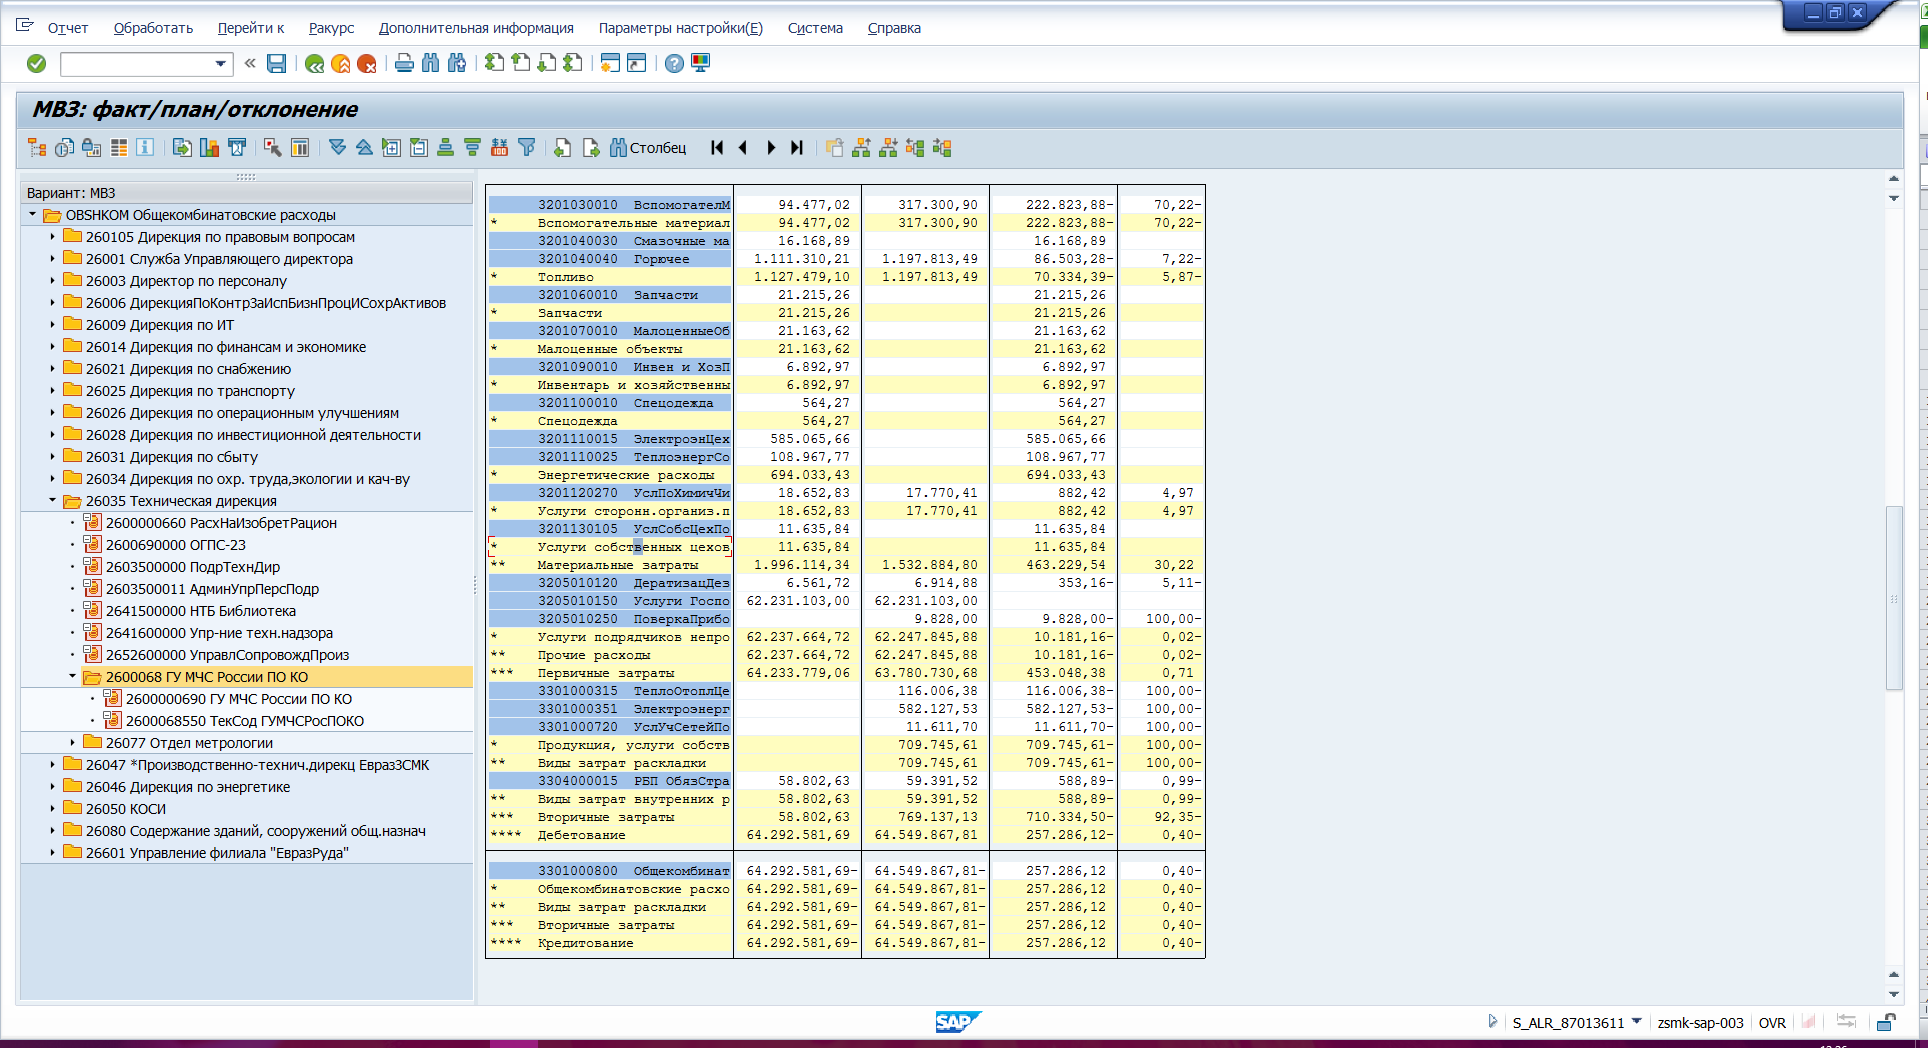 Отчет Обработать Перейти к Ракурс Дополнительная информация Параметры настройки(Е) Система Справка
МВЗ: факт/план/отклонение
Столбец
Вариант: МВЗ
OBSHKOM Общекомбинатовские расходы
260105 Дирекция по правовым вопросам
26001 Служба Управляющего директора
26003 Директор по персоналу
26006 ДирекцияПоКонтрЗаИспБизнПроцИСохрАктивов
26009 Дирекция по ИТ
26014 Дирекция по финансам и экономике
26021 Дирекция по снабжению
26025 Дирекция по транспорту
26026 Дирекция по операционным улучшениям
26028 Дирекция по инвестиционной деятельности
26031 Дирекция по сбыту
26034 Дирекция по охр. труда,экологии и кач-ву
26035 Техническая дирекция
2600000660 РасхНаИзобретРацион
2600690000 ОГПС-23
2603500000 ПодрТехнДир
2603500011 АдминУпрПерсПодр
2641500000 НТБ Библиотека
2641600000 Упр-ние техн.надзора
2652600000 УправлСопровождПроиз
2600068 ГУ МЧС России ПО КО
2600000690 ГУ МЧС России ПО КО
2600068550 ТекСод ГУМЧСРосПОКО
26077 Отдел метрологии
26047 *Производственно-технич.дирекц ЕвразЗСМК
26046 Дирекция по энергетике
26050 КОСИ
26080 Содержание зданий, сооружений общ.назнач
26601 Управление филиала "ЕвразРуда"
3201030010 ВспомогателМ 94.477,02 317.300,90 222.823,88- 70,22-
* Вспомогательные материал 94.477,02 317.300,90 222.823,88- 70,22-
3201040030 Смазочные ма 16.168,89 16.168,89
3201040040 Горючее 1.111.310,21 1.197.813,49 86.503,28- 7,22-
* Топливо 1.127.479,10 1.197.813,49 70.334,39- 5,87-
3201060010 Запчасти 21.215,26 21.215,26
* Запчасти 21.215,26 21.215,26
3201070010 МалоценныеОб 21.163,62 21.163,62
* Малоценные объекты 21.163,62 21.163,62
3201090010 Инвен и ХозП 6.892,97 6.892,97
* Инвентарь и хозяйственны 6.892,97 6.892,97
3201100010 Спецодежда 564,27 564,27
* Спецодежда 564,27 564,27
3201110015 ЭлектроэнЦех 585.065,66 585.065,66
3201110025 ТеплоэнергСо 108.967,77 108.967,77
* Энергетические расходы 694.033,43 694.033,43
3201120270 УслПоХимичЧи 18.652,83 17.770,41 882,42 4,97
* Услуги сторонн.организ.п 18.652,83 17.770,41 882,42 4,97
3201130105 УслСобсЦехПо 11.635,84 11.635,84
* Услуги собственных цехов 11.635,84 11.635,84
** Материальные затраты 1.996.114,34 1.532.884,80 463.229,54 30,22
3205010120 ДератизацДез 6.561,72 6.914,88 353,16- 5,11-
3205010150 Услуги Госпо 62.231.103,00 62.231.103,00
3205010250 ПоверкаПрибо 9.828,00 9.828,00- 100,00-
* Услуги подрядчиков непро 62.237.664,72 62.247.845,88 10.181,16- 0,02-
** Прочие расходы 62.237.664,72 62.247.845,88 10.181,16- 0,02-
*** Первичные затраты 64.233.779,06 63.780.730,68 453.048,38 0,71
3301000315 ТеплоОтоплЦе 116.006,38 116.006,38- 100,00-
3301000351 Электроэнерг 582.127,53 582.127,53- 100,00-
3301000720 УслУчСетейПо 11.611,70 11.611,70- 100,00-
* Продукция, услуги собств 709.745,61 709.745,61- 100,00-
** Виды затрат раскладки 709.745,61 709.745,61- 100,00-
3304000015 РБП ОбязСтра 58.802,63 59.391,52 588,89- 0,99-
** Виды затрат внутренних р 58.802,63 59.391,52 588,89- 0,99-
*** Вторичные затраты 58.802,63 769.137,13 710.334,50- 92,35-
**** Дебетование 64.292.581,69 64.549.867,81 257.286,12- 0,40-
3301000800 Общекомбинат 64.292.581,69- 64.549.867,81- 257.286,12 0,40-
* Общекомбинатовские расхо 64.292.581,69- 64.549.867,81- 257.286,12 0,40-
** Виды затрат раскладки 64.292.581,69- 64.549.867,81- 257.286,12 0,40-
*** Вторичные затраты 64.292.581,69- 64.549.867,81- 257.286,12 0,40-
**** Кредитование 64.292.581,69- 64.549.867,81- 257.286,12 0,40-
SAP S_ALR_87013611 zsmk-sap-003 OVR